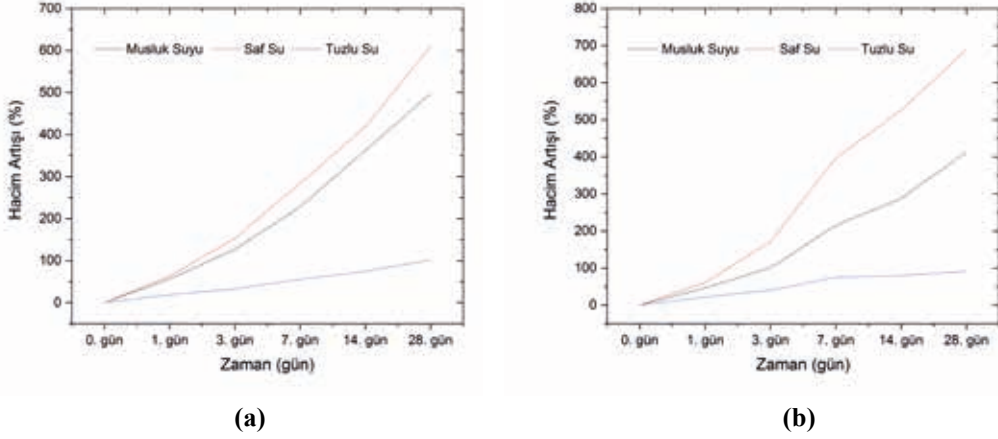 700
600
500
400
300
200
100
0
Hacim Artışı (%)
Musluk Suyu Saf Su Tuzlu Su
0. gün 1. gün 3. gün 7. gün 14. gün 28. gün
Zaman (gün)
(a)
800
700
600
500
400
300
200
100
0
Hacim Artışı (%)
Musluk Suyu Saf Su Tuzlu Su
0. gün 1. gün 3. gün 7. gün 14. gün 28. gün
Zaman (gün)
(b)